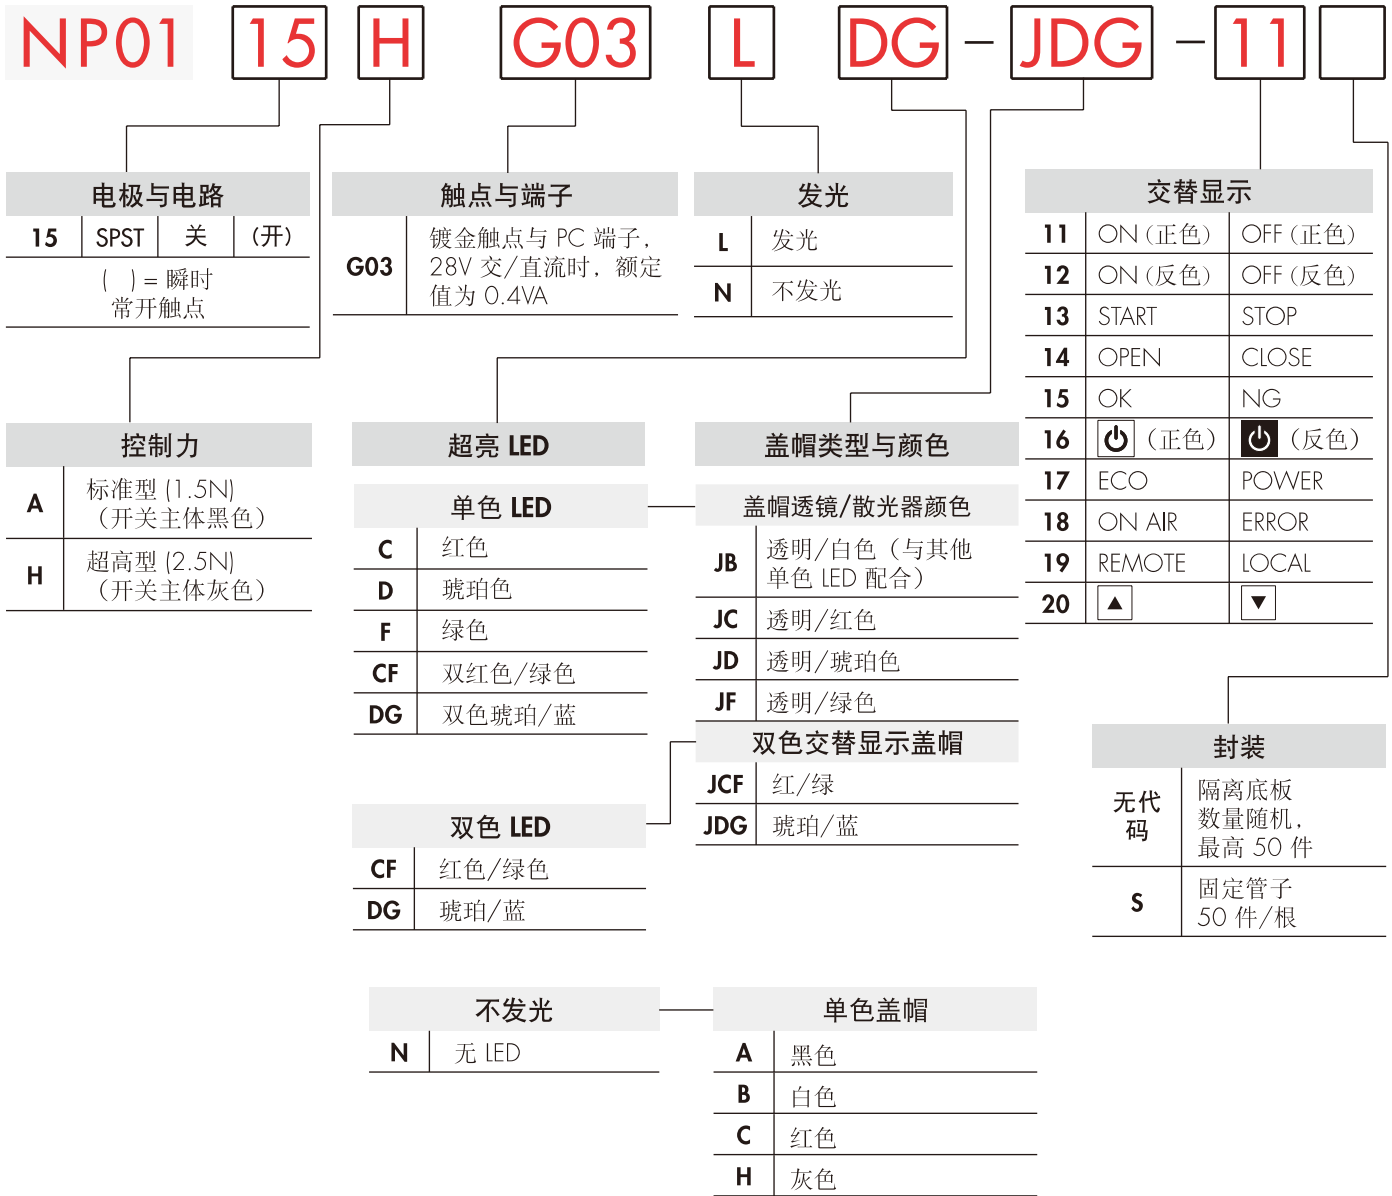 NP01 15 H G03 L DG – JDG – 11
电极与电路
15 SPST 关 (开)
( ) = 瞬时
常开触点
控制力
A 标准型 (1.5N)
（开关主体黑色）
H 超高型 (2.5N)
（开关主体灰色）
触点与端子
G03 镀金触点与 PC 端子，
28V 交/直流时，额定
值为 0.4VA
发光
L 发光
N 不发光
超亮 LED
单色 LED
C 红色
D 琥珀色
F 绿色
CF 双红色/绿色
DG 双色琥珀/蓝
双色 LED
CF 红色/绿色
DG 琥珀/蓝
盖帽类型与颜色
盖帽透镜/散光器颜色
JB 透明/白色（与其他
单色 LED 配合）
JC 透明/红色
JD 透明/琥珀色
JF 透明/绿色
双色交替显示盖帽
JCF 红/绿
JDG 琥珀/蓝
交替显示
11 ON (正色) OFF (正色)
12 ON (反色) OFF (反色)
13 START STOP
14 OPEN CLOSE
15 OK NG
16 （正色） （反色）
17 ECO POWER
18 ON AIR ERROR
19 REMOTE LOCAL
20 ▲ ▼
封装
无代码 隔离底板
数量随机，
最高 50 件
S 固定管子
50 件/根
不发光
N 无 LED
单色盖帽
A 黑色
B 白色
C 红色
H 灰色